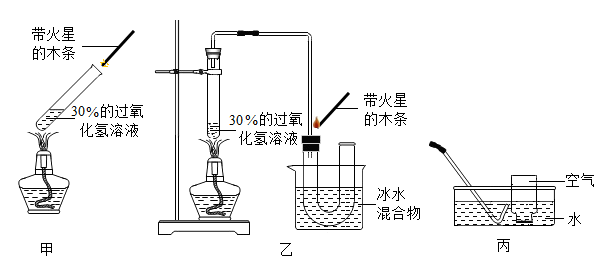 带火星
的木条
30%的过氧
化氢溶液
甲
30%的过氧
化氢溶液
带火星
的木条
冰水
混合物
乙
空气
水
丙